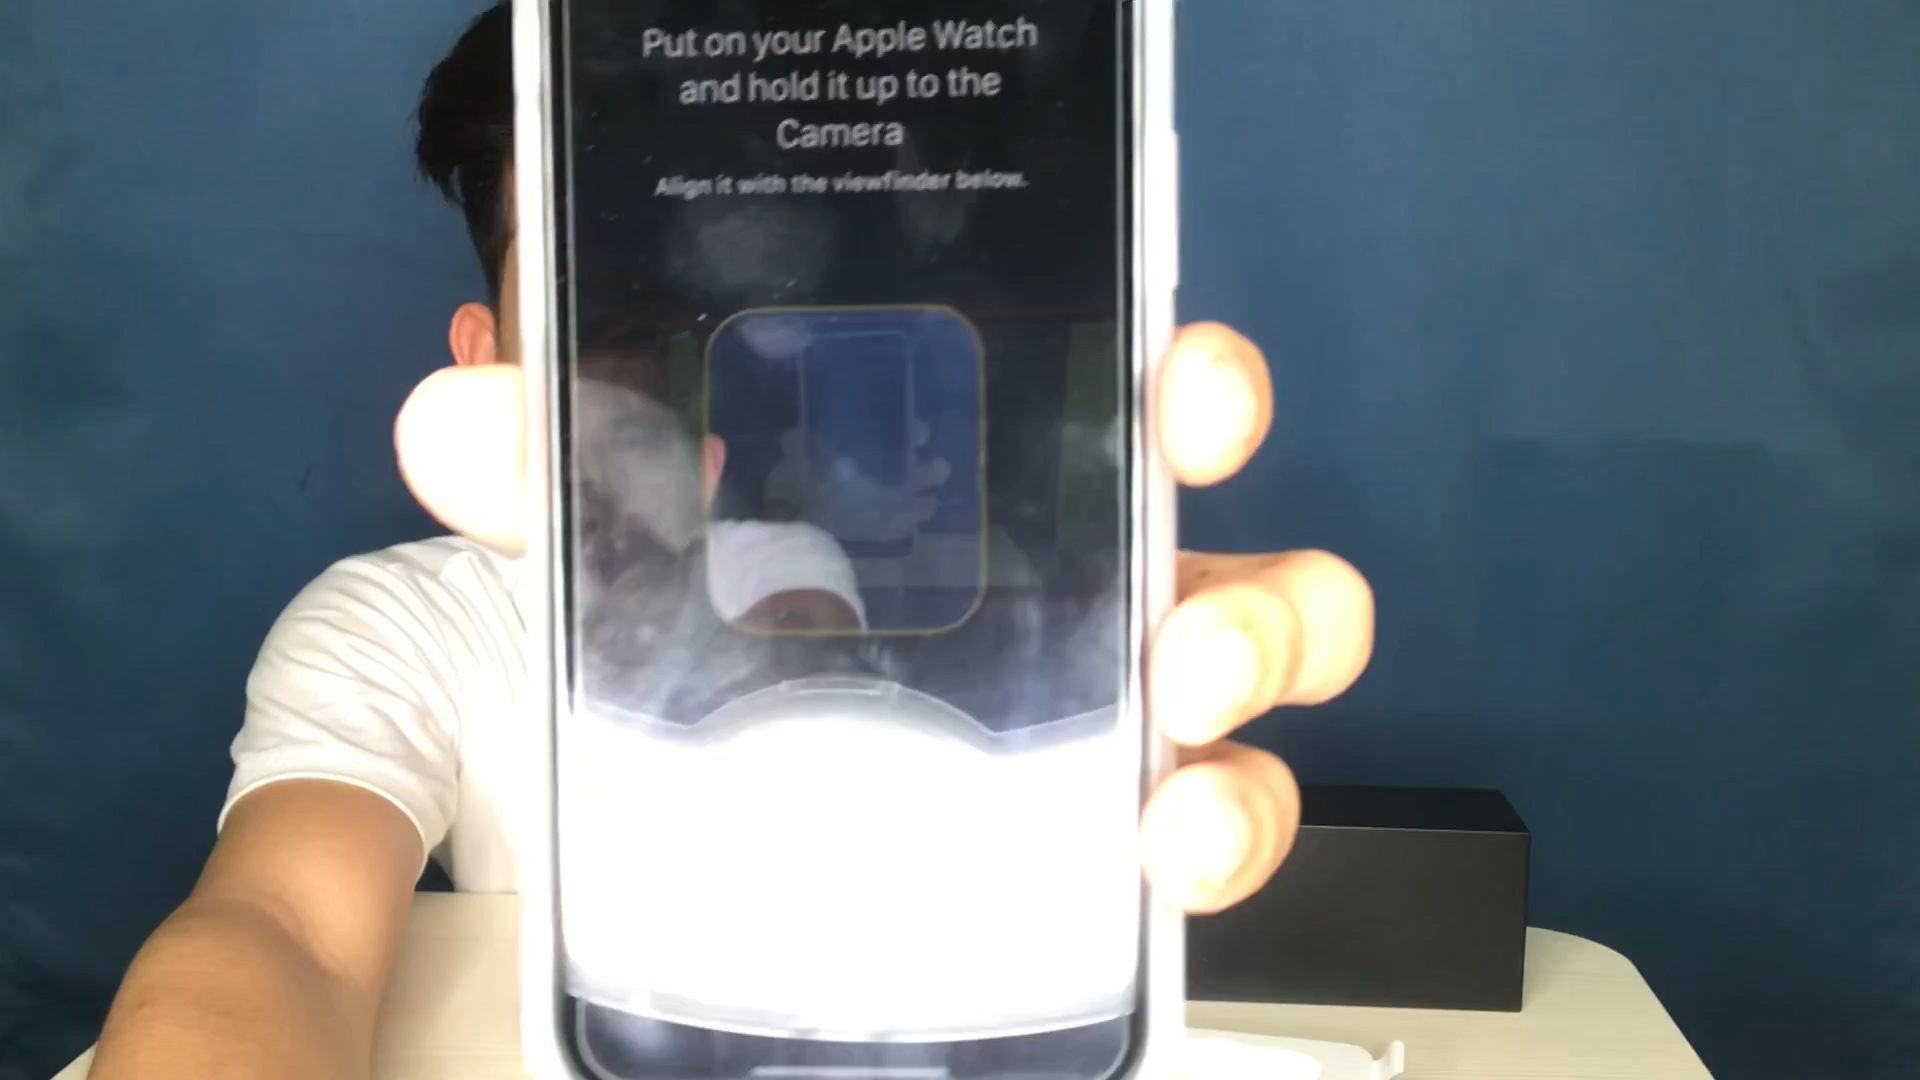 Put on your Apple Watch
and hold it up to the
Camera
Align it with the viewfinder below.